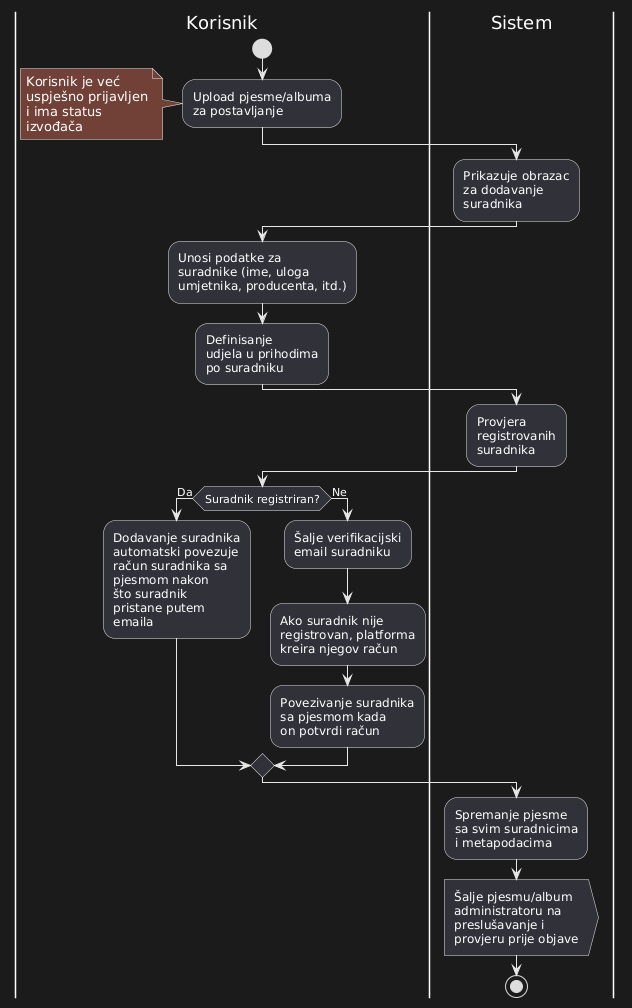 Korisnik
Sistem
Korisnik je već
uspješno prijavljen
i ima status
izvođača
Upload pjesme/albuma
za postavljanje
Prikazuje obrazac
za dodavanje
suradnika
Unosi podatke za
suradnike (ime, uloga
umjetnika, producenta, itd.)
Definisanje
udjela u prihodima
po suradniku
Provjera
registrovanih
suradnika
Da
Suradnik registriran?
Ne
Dodavanje suradnika
automatski povezuje
račun suradnika sa
pjesmom nakon
što suradnik
pristane putem
emaila
Šalje verifikacijski
email suradniku
Ako suradnik nije
registrovan, platforma
kreira njegov račun
Povezivanje suradnika
sa pjesmom kada
on potvrdi račun
Spremanje pjesme
sa svim suradnicima
i metapodacima
Šalje pjesmu/album
administratoru na
preslušavanje i
provjeru prije objave